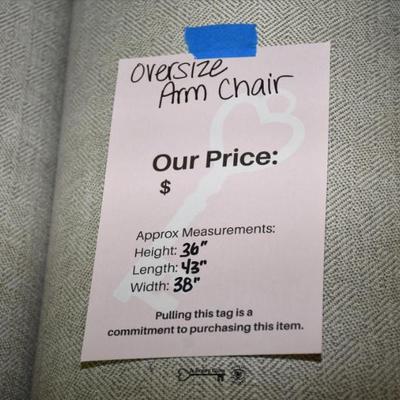 Oversize
Arm Chair
Our Price:
$
Approx Measurements:
Height: 36"
Length: 43"
Width: 38"
Pulling this tag is a
commitment to purchasing this item.